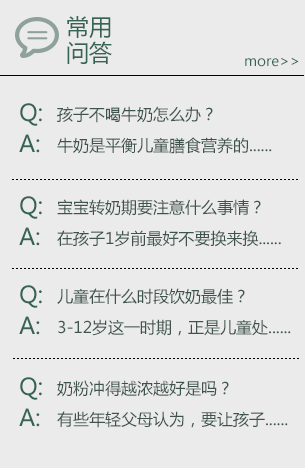 常用
问答
more>>
Q: 孩子不喝牛奶怎么办？
A: 牛奶是平衡儿童膳食营养的......
Q: 宝宝转奶期要注意什么事情？
A: 在孩子1岁前最好不要换来换......
Q: 儿童在什么时段饮奶最佳？
A: 3-12岁这一时期，正是儿童处......
Q: 奶粉冲得越浓越好是吗？
A: 有些年轻父母认为，要让孩子......